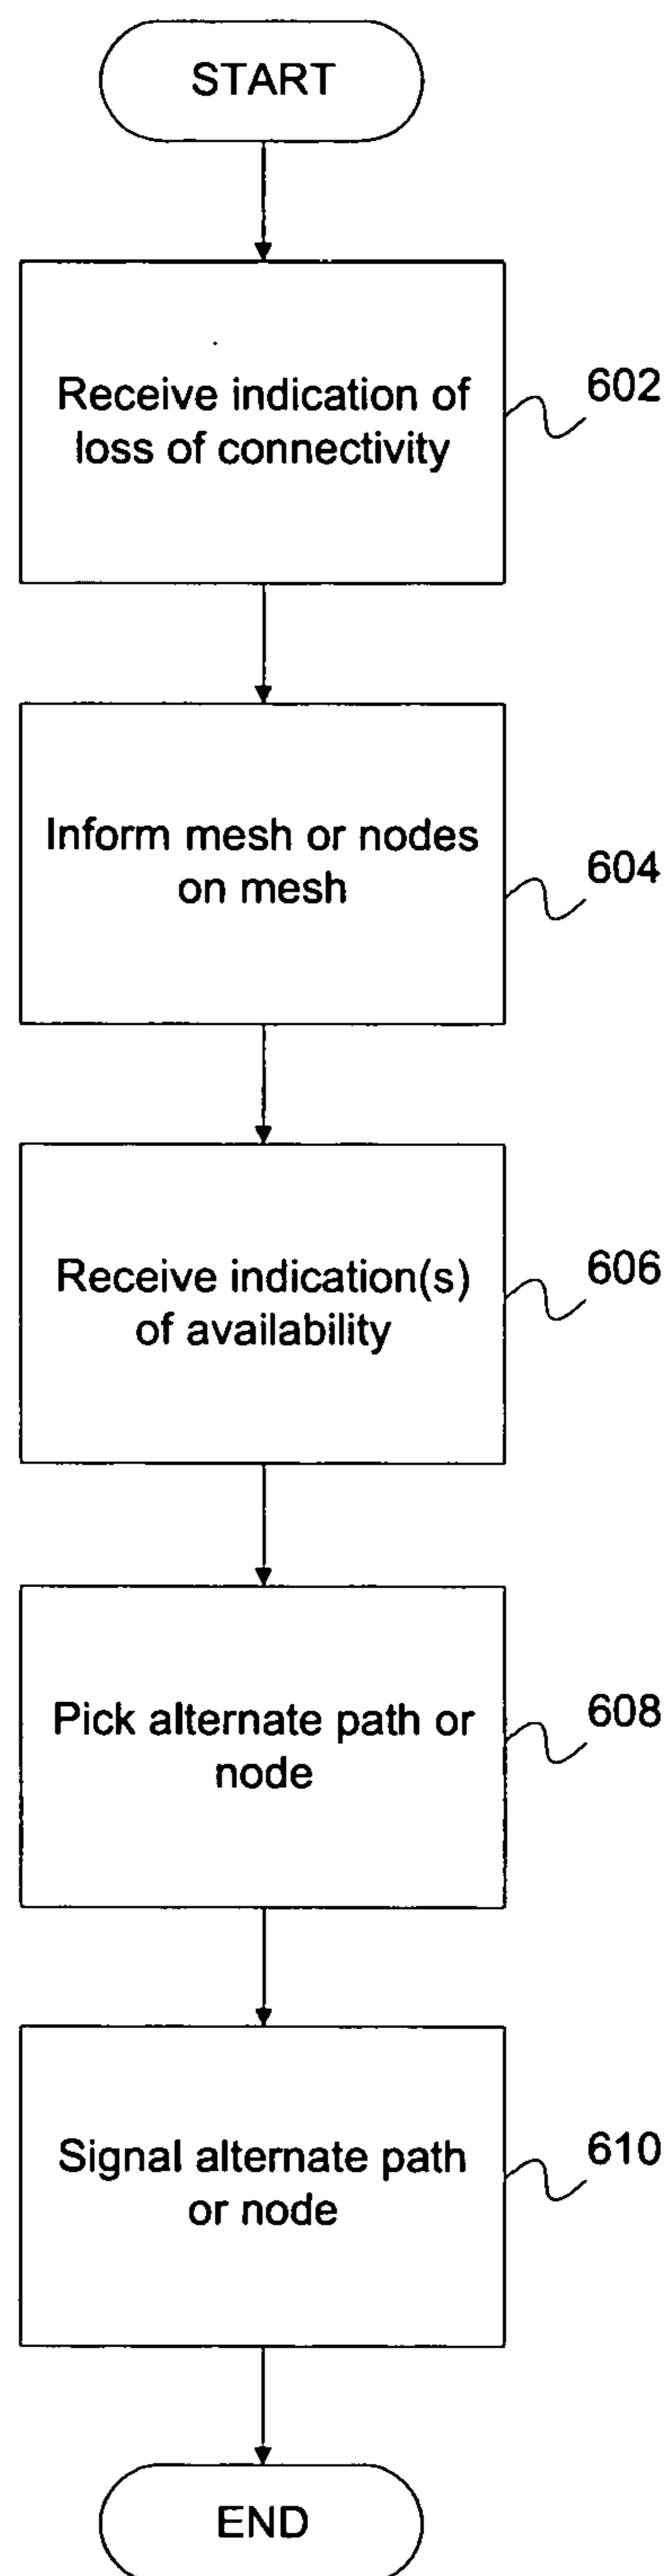 START
Receive indication of
loss of connectivity
602
Inform mesh or nodes
on mesh
604
Receive indication(s)
of availability
606
Pick alternate path or
node
608
Signal alternate path
or node
610
END